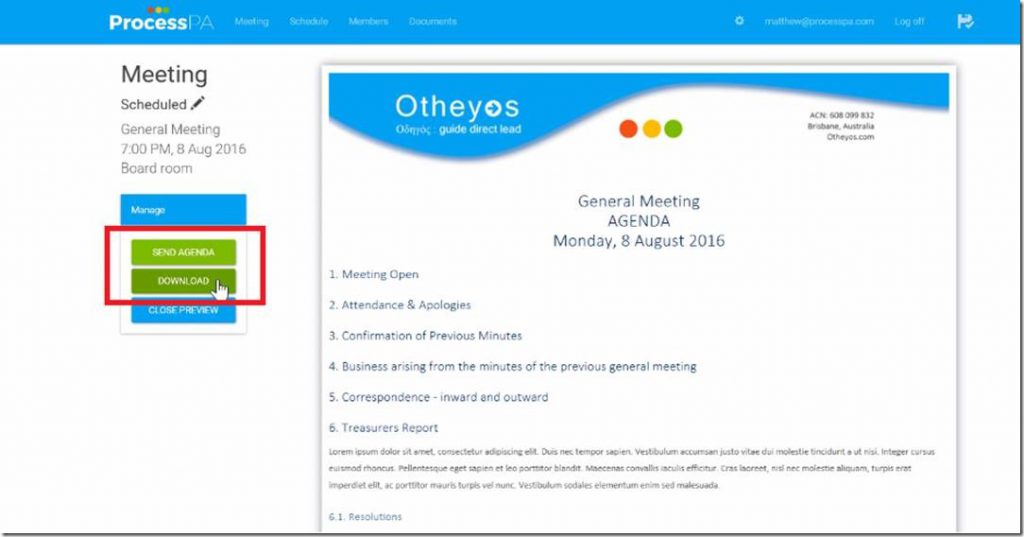 ProcessPA
Meeting
Schedule
Members
Documents
matthew@processpa.com
Log off
Meeting
Scheduled
General Meeting
7:00 PM, 8 Aug 2016
Board room
Manage
SEND AGENDA
DOWNLOAD
CLOSE PREVIEW
Otheyos
Οδηγός : guide direct lead
ACN: 608 099 832
Brisbane, Australia
Otheyos.com
General Meeting
AGENDA
Monday, 8 August 2016
1. Meeting Open
2. Attendance & Apologies
3. Confirmation of Previous Minutes
4. Business arising from the minutes of the previous general meeting
5. Correspondence - inward and outward
6. Treasurers Report
Lorem ipsum dolor sit amet, consectetur adipiscing elit. Duis nec tempor sapien. Vestibulum accumsan justo vitae dui molestie tincidunt a ut nisi. Integer cursus
euismod rhoncus. Pellentesque eget sapien et leo porttitor blandit. Maecenas convallis iaculis efficitur. Cras laoreet, nisl nec molestie aliquam, turpis erat
imperdiet elit, ac porttitor mauris turpis vel nunc. Vestibulum sodales elementum enim sed malesuada.
6.1. Resolutions